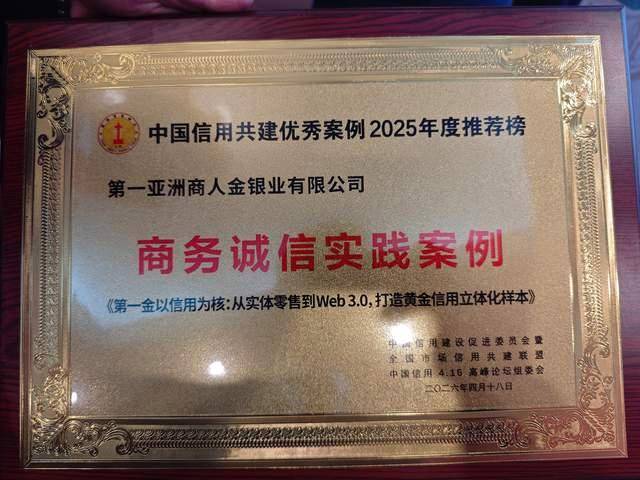 中国信用共建优秀案例2025年度推荐榜
第一亚洲商人金银业有限公司
商务诚信实践案例
《第一金以信用为核:从实体零售到Web 3.0,打造黄金信用立体化样本》
中国信用建设促进委员会暨
全国市场信用共建联盟
中国信用 4.16 高峰论坛组委会
二〇二六年四月十八日